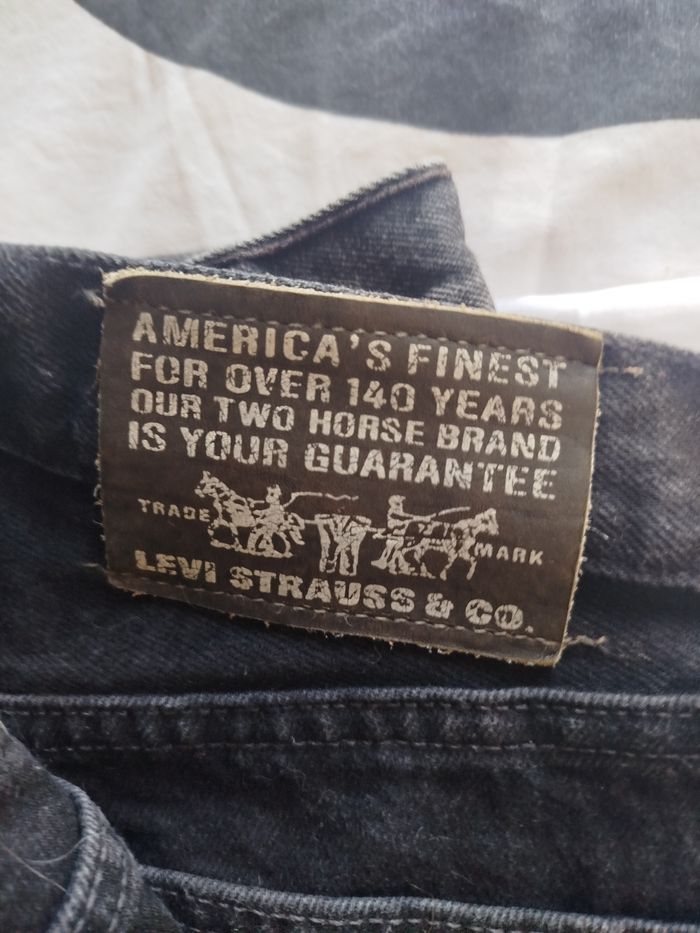 AMERICA'S FINEST
FOR OVER 140 YEARS
OUR TWO HORSE BRAND
IS YOUR GUARANTEE
TRADE MARK
LEVI STRAUSS & CO.